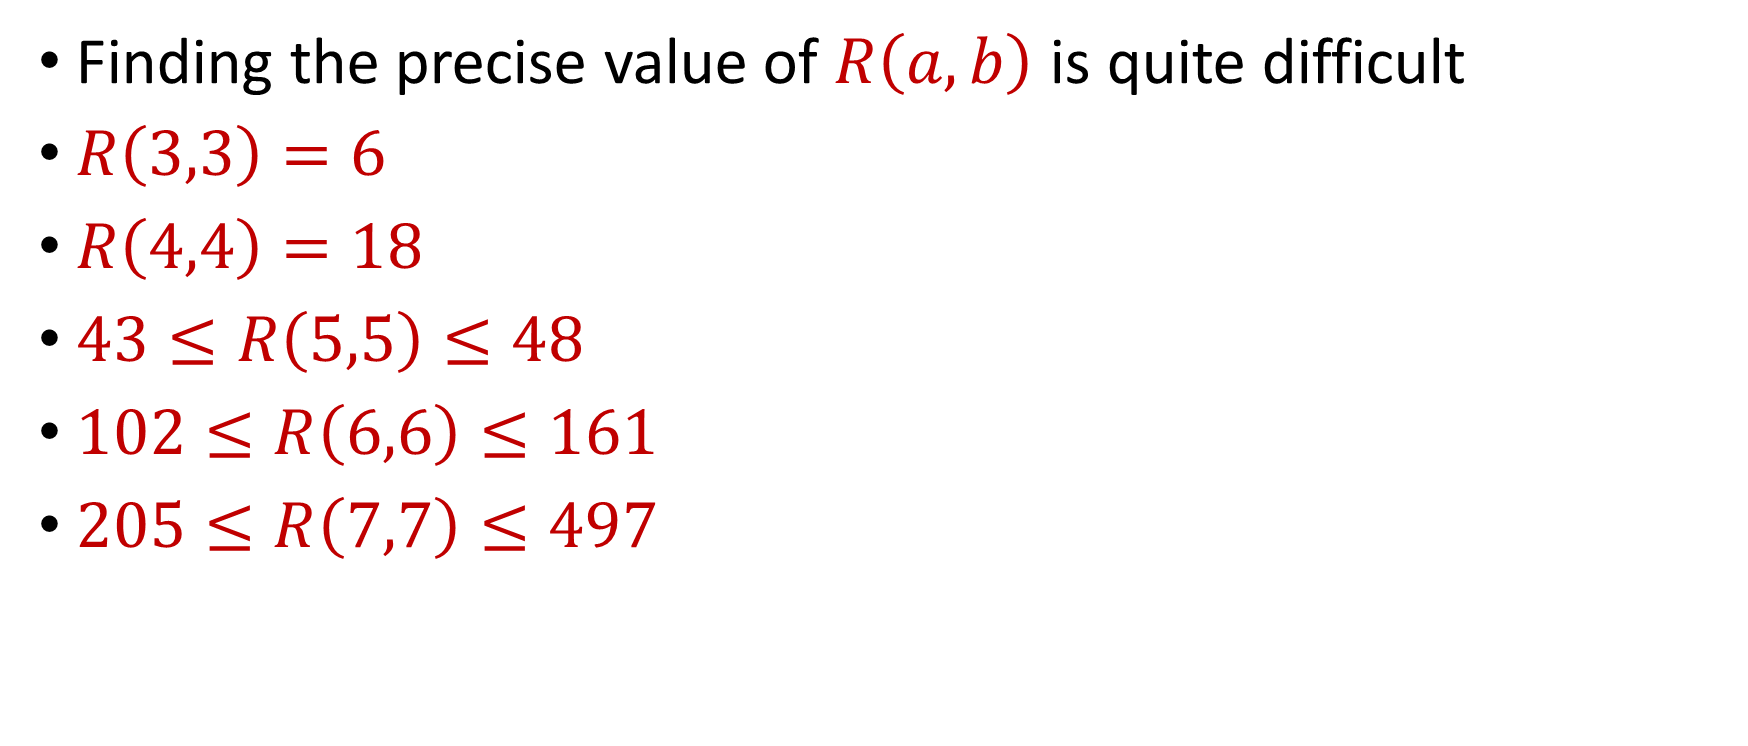 • Finding the precise value of R(a, b) is quite difficult
• R(3,3) = 6
• R(4,4) = 18
• 43 ≤ R(5,5) ≤ 48
• 102 ≤ R(6,6) ≤ 161
• 205 ≤ R(7,7) ≤ 497